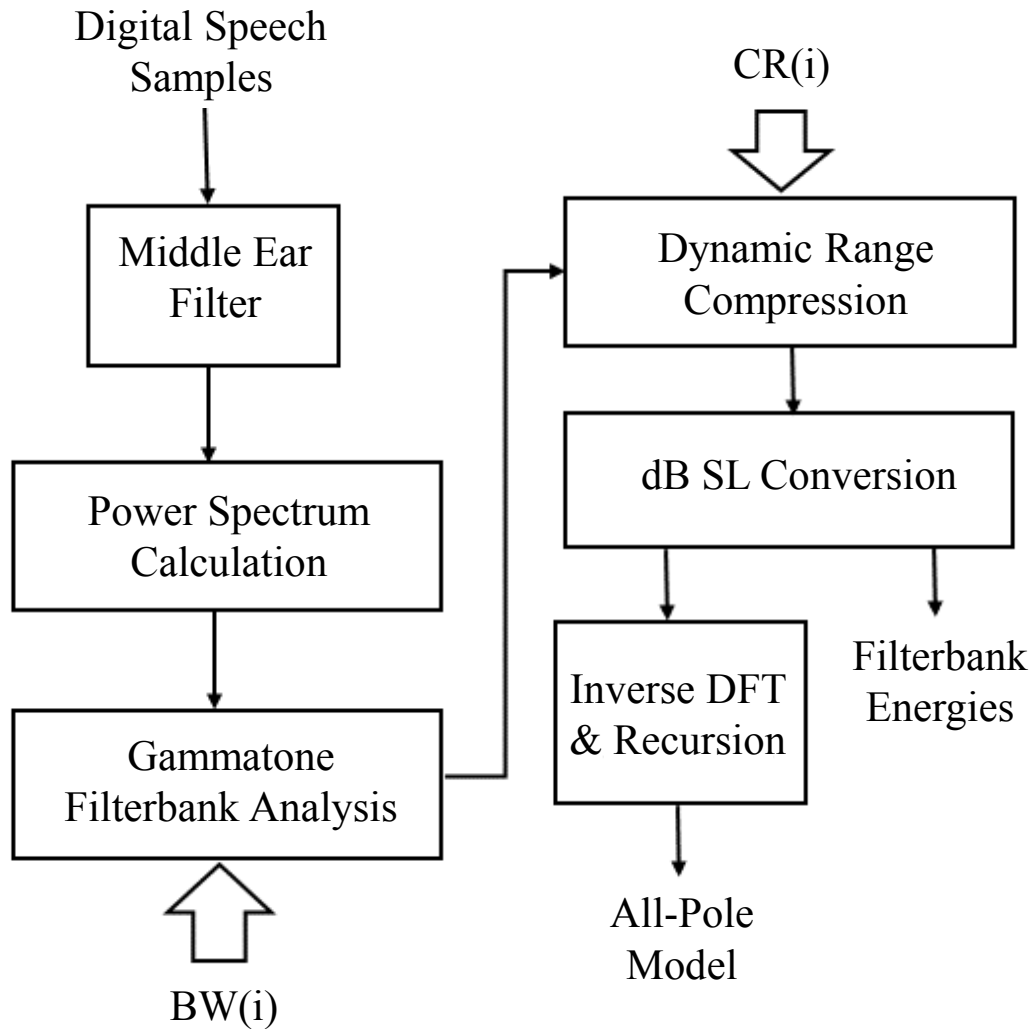 Digital Speech
Samples
Middle Ear
Filter
Power Spectrum
Calculation
Gammatone
Filterbank Analysis
BW(i)
CR(i)
Dynamic Range
Compression
dB SL Conversion
Inverse DFT
& Recursion
Filterbank
Energies
All-Pole
Model